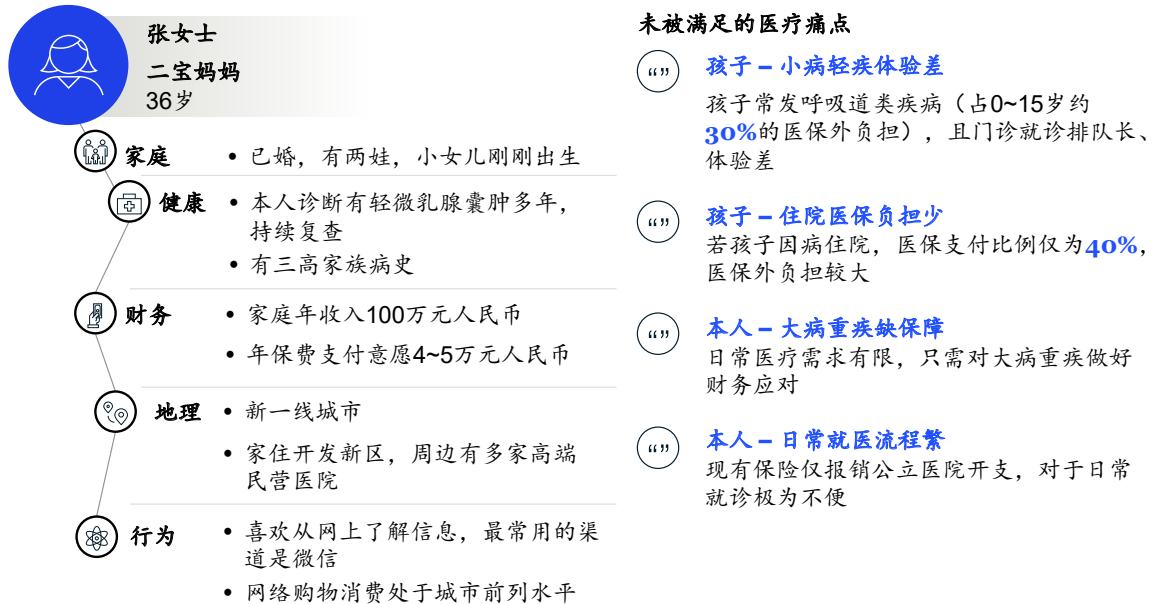 张女士
二宝妈妈
36岁
家庭
• 已婚，有两娃，小女儿刚刚出生
健康
• 本人诊断有轻微乳腺囊肿多年，
持续复查
• 有三高家族病史
财务
• 家庭年收入100万元人民币
• 年保费支付意愿4~5万元人民币
地理
• 新一线城市
• 家住开发新区，周边有多家高端
民营医院
行为
• 喜欢从网上了解信息，最常用的渠
道是微信
• 网络购物消费处于城市前列水平
未被满足的医疗痛点
“”
孩子 – 小病轻疾体验差
孩子常发呼吸道类疾病（占0~15岁约
30%的医保外负担），且门诊就诊排队长、
体验差
“”
孩子 – 住院医保负担少
若孩子因病住院，医保支付比例仅为40%，
医保外负担较大
“”
本人 – 大病重疾缺保障
日常医疗需求有限，只需对大病重疾做好
财务应对
“”
本人 – 日常就医流程繁
现有保险仅报销公立医院开支，对于日常
就诊极为不便